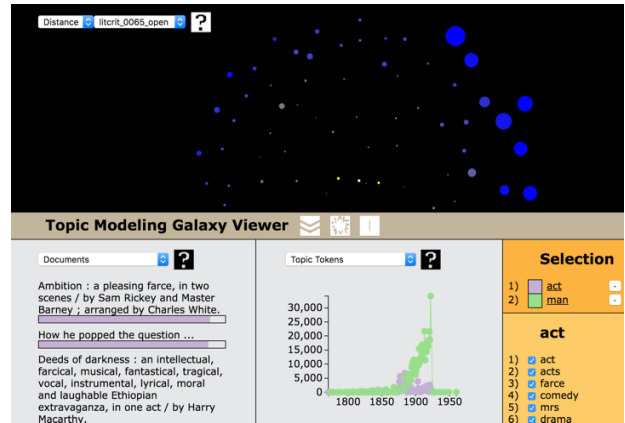 Distance litcrit_0065_open ?
Topic Modeling Galaxy Viewer
Documents ?
Ambition : a pleasing farce, in two
scenes / by Sam Rickey and Master
Barney ; arranged by Charles White.
How he popped the question ...
Deeds of darkness : an intellectual,
farcical, musical, fantastical, tragical,
vocal, instrumental, lyrical, moral
and laughable Ethiopian
extravaganza, in one act / by Harry
Macarthy.
Topic Tokens ?
30,000
25,000
20,000
15,000
10,000
5,000
0
1800 1850 1900 1950
Selection
1) act -
2) man -
act
1) act
2) acts
3) farce
4) comedy
5) mrs
6) drama